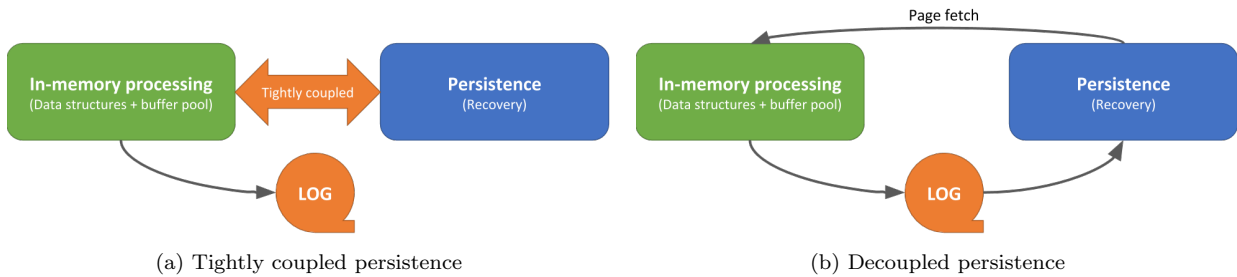 In-memory processing
(Data structures + buffer pool)
Tightly coupled
Persistence
(Recovery)
LOG
(a) Tightly coupled persistence
Page fetch
In-memory processing
(Data structures + buffer pool)
Persistence
(Recovery)
LOG
(b) Decoupled persistence